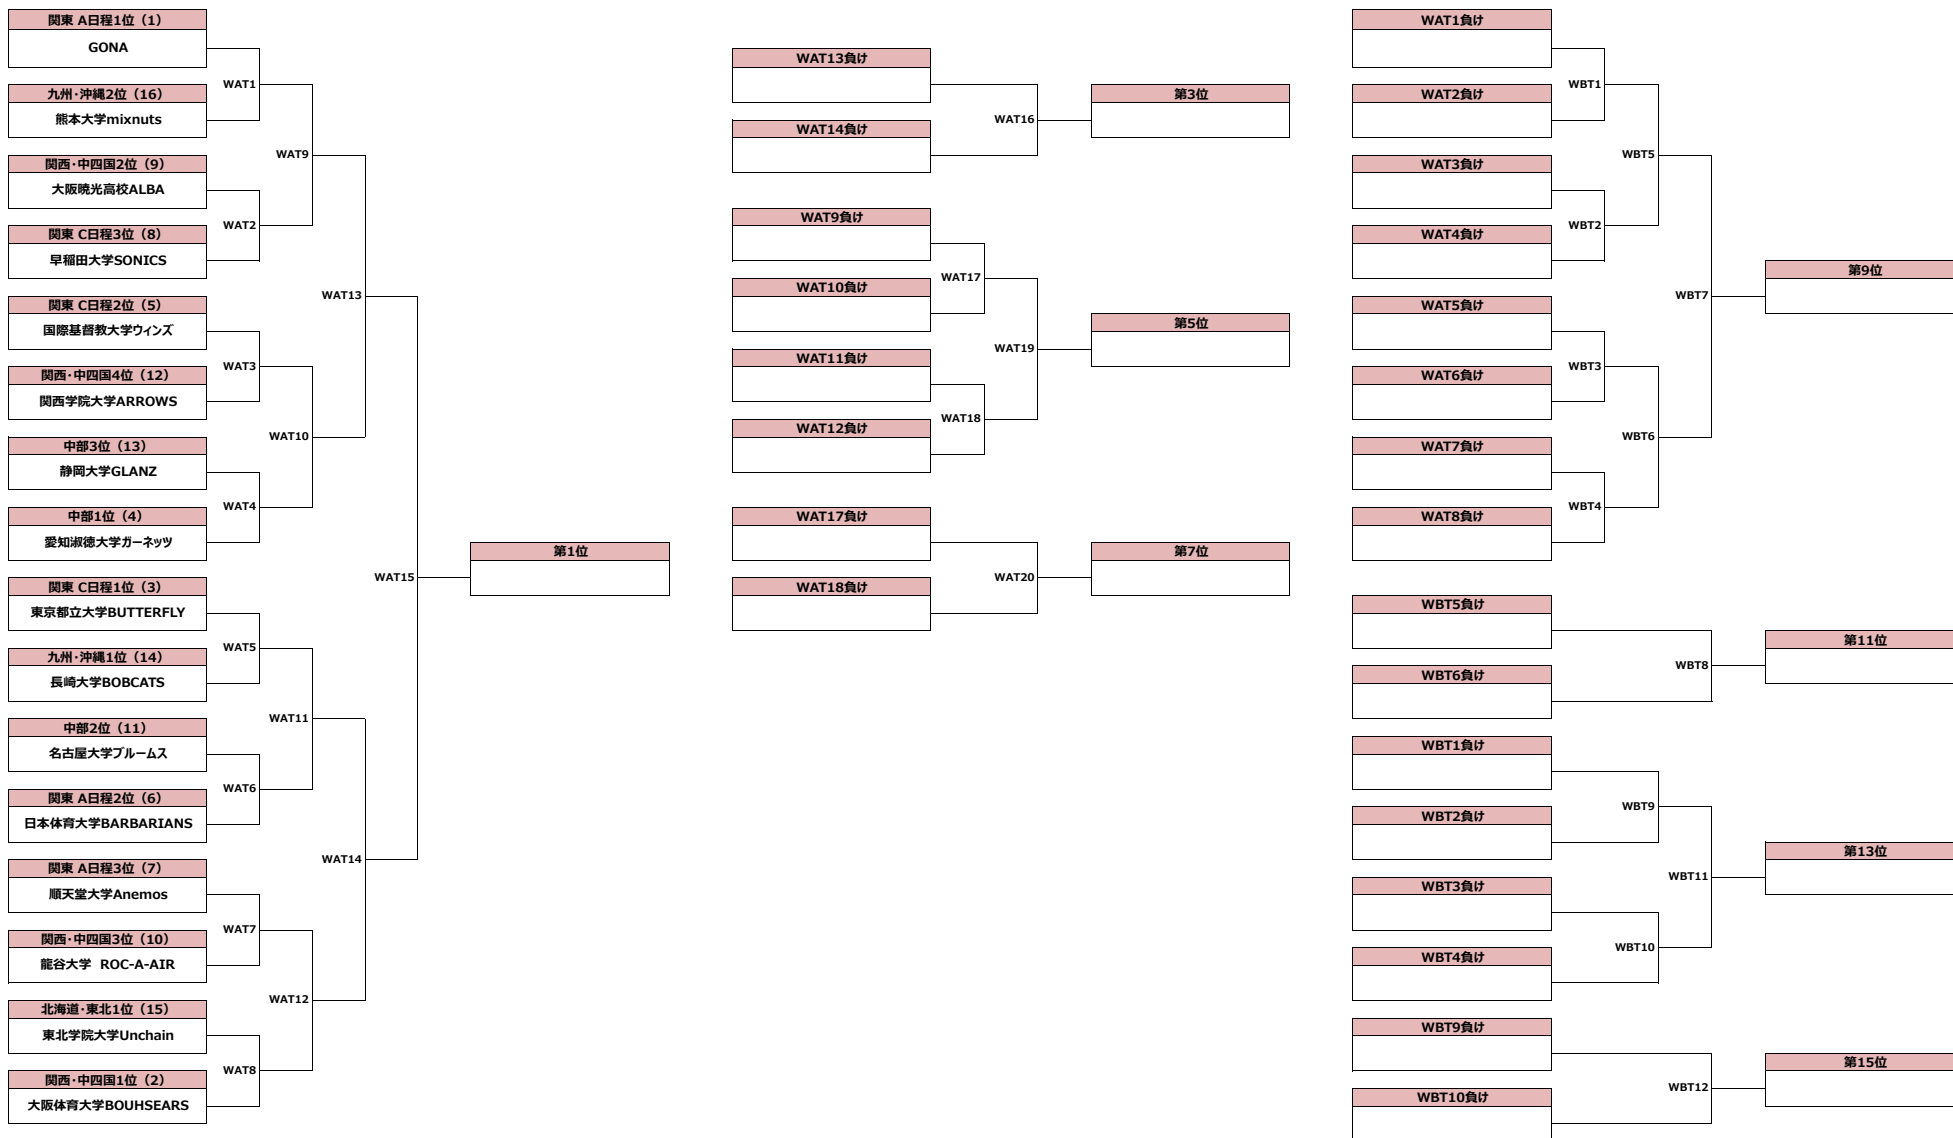 関東 A日程1位（1）
GONA
WAT1
九州・沖縄2位（16）
熊本大学mixnuts
WAT9
関西・中四国2位（9）
大阪暁光高校ALBA
WAT2
関東 C日程3位（8）
早稲田大学SONICS
WAT13
関東 C日程2位（5）
国際基督教大学ウィンズ
WAT3
関西・中四国4位（12）
関西学院大学ARROWS
WAT10
中部3位（13）
静岡大学GLANZ
WAT4
中部1位（4）
愛知淑徳大学ガーネッツ
WAT15
第1位
関東 C日程1位（3）
東京都立大学BUTTERFLY
WAT5
九州・沖縄1位（14）
長崎大学BOBCATS
WAT11
中部2位（11）
名古屋大学ブルームス
WAT6
関東 A日程2位（6）
日本体育大学BARBARIANS
WAT14
関東 A日程3位（7）
順天堂大学Anemos
WAT7
関西・中四国3位（10）
龍谷大学 ROC-A-AIR
WAT12
北海道・東北1位（15）
東北学院大学Unchain
WAT8
関西・中四国1位（2）
大阪体育大学BOUHSEARS
WAT13負け
WAT16
第3位
WAT14負け
WAT9負け
WAT17
WAT10負け
WAT19
第5位
WAT11負け
WAT18
WAT12負け
WAT17負け
WAT20
第7位
WAT18負け
WAT1負け
WBT1
WAT2負け
WBT5
WAT3負け
WBT2
WAT4負け
WBT7
第9位
WAT5負け
WBT3
WAT6負け
WBT6
WAT7負け
WBT4
WAT8負け
WBT5負け
WBT8
第11位
WBT6負け
WBT1負け
WBT9
WBT2負け
WBT11
第13位
WBT3負け
WBT10
WBT4負け
WBT9負け
WBT12
第15位
WBT10負け